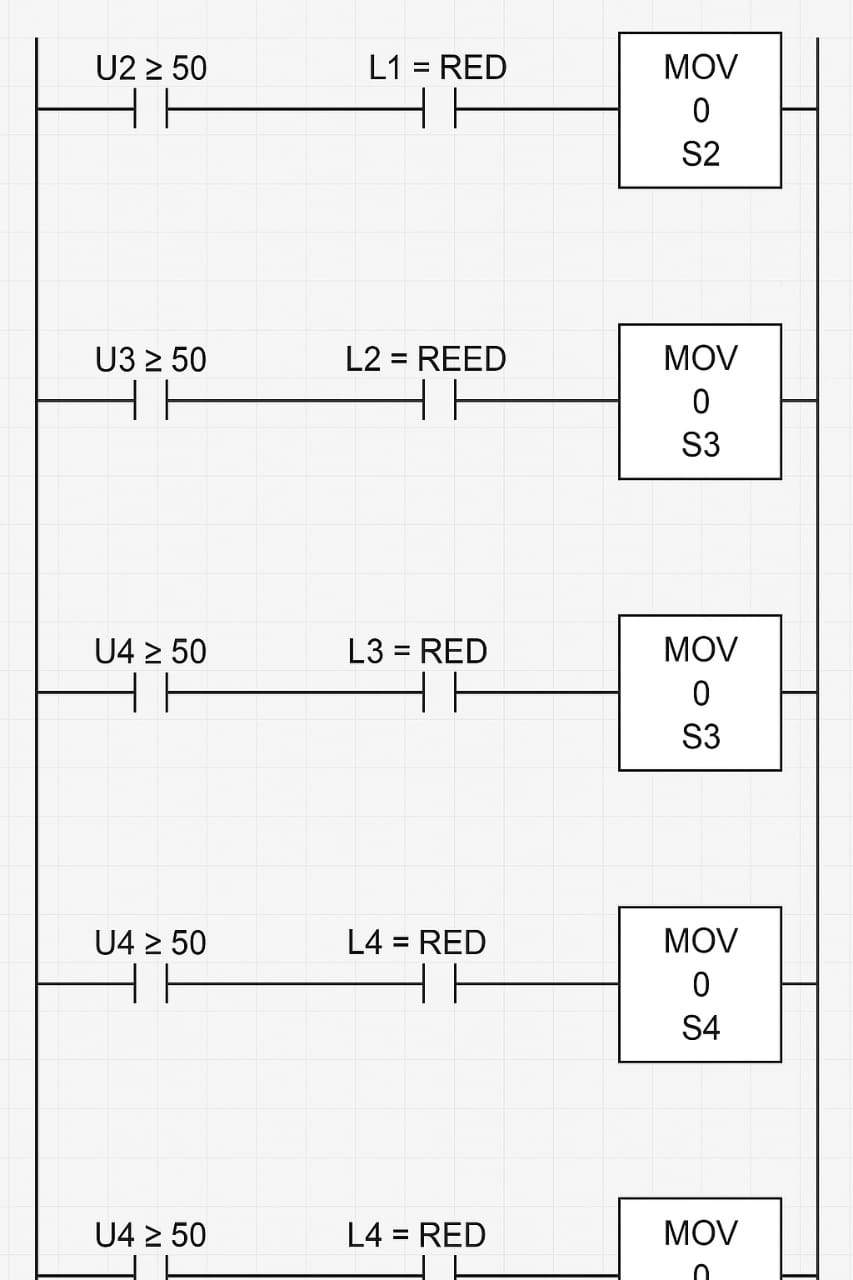 U2 ≥ 50 L1 = RED MOV
0
S2
U3 ≥ 50 L2 = REED MOV
0
S3
U4 ≥ 50 L3 = RED MOV
0
S3
U4 ≥ 50 L4 = RED MOV
0
S4
U4 ≥ 50 L4 = RED MOV
0